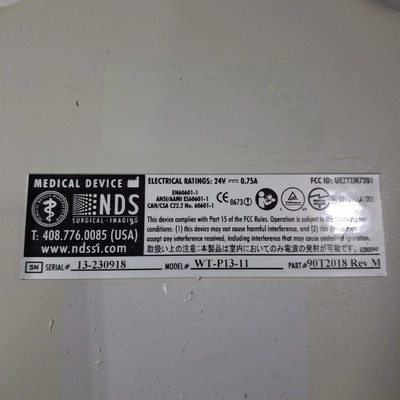 MEDICAL DEVICE
NDS
SURGICAL-IMAGING
T: 408.776.0085 (USA)
www.ndssi.com
ELECTRICAL RATINGS: 24V 0.75A
FCC ID: UEZTZM7201
EN60601-1
ANSI/AAMI ES60601-1
CAN/CSA C22.2 No. 60601-1
CE 0673
This device complies with Part 15 of the FCC Rules. Operation is subject to the
conditions: (1) this device may not cause harmful interference, and (2) this device must
accept any interference received, including interference that may cause undesired
operation.
取扱い上の注意:本製品は室内においてのみ電波の発射が可能です
SN SERIAL# 13-230918
MODEL# WT-P13-11
PART# 90T2018 Rev M